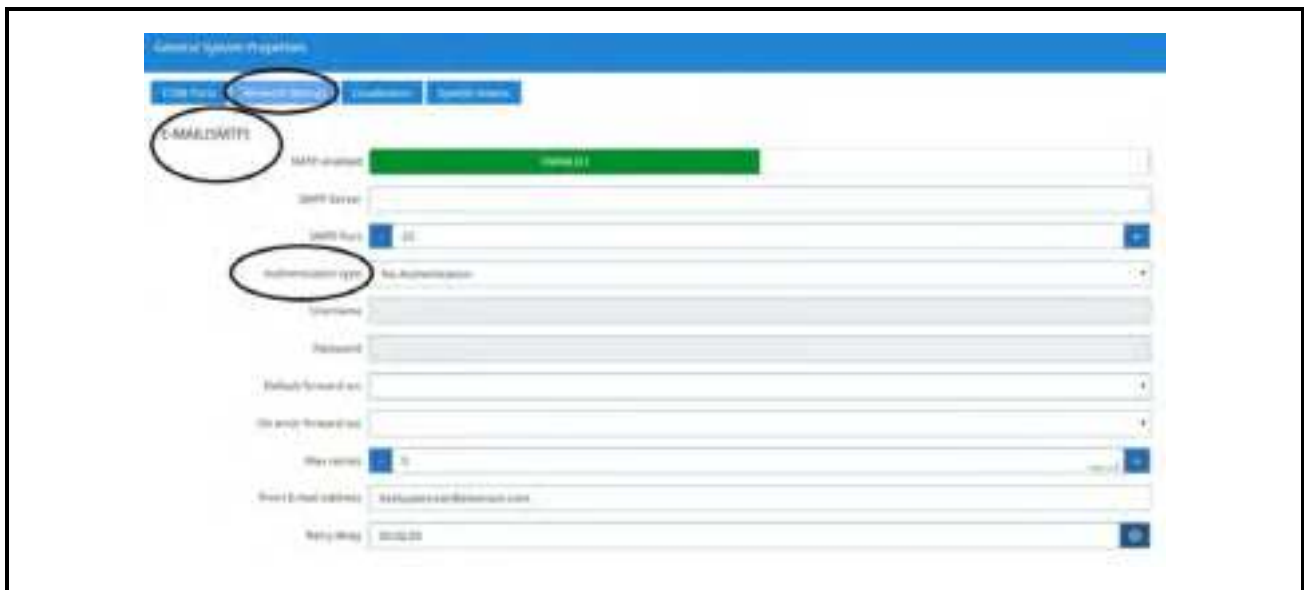 General System Properties
COM Ports Network Settings Localization System
E-MAIL(SMTP)
SMTP enabled ENABLED
SMTP Server
SMTP Port 25
Authentication type No Authentication
Username
Password
Default forward on
On error forward on
Max retries
From E-mail address
Retry delay